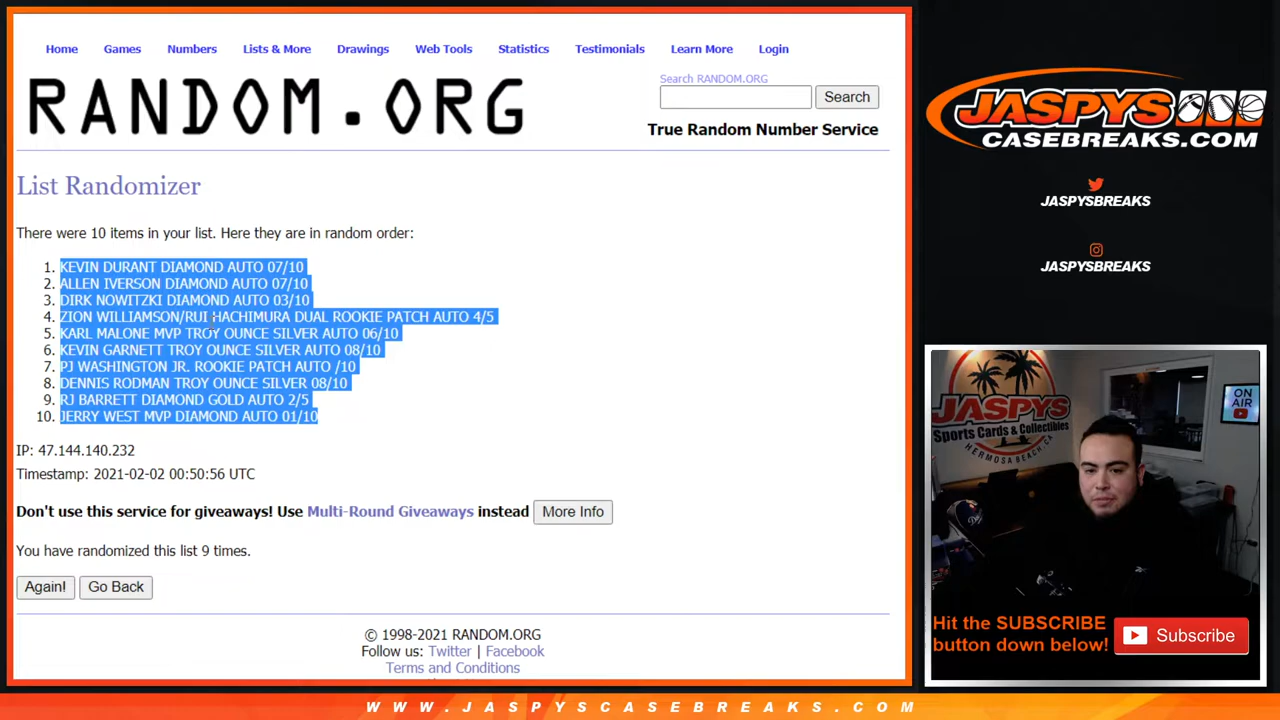 Home Games Numbers Lists & More Drawings Web Tools Statistics Testimonials Learn More Login
RANDOM.ORG
Search RANDOM.ORG
Search
True Random Number Service
List Randomizer
There were 10 items in your list. Here they are in random order:
1. KEVIN DURANT DIAMOND AUTO 07/10
2. ALLEN IVERSON DIAMOND AUTO 07/10
3. DIRK NOWITZKI DIAMOND AUTO 03/10
4. ZION WILLIAMSON/RUI HACHIMURA DUAL ROOKIE PATCH AUTO 4/5
5. KARL MALONE MVP TROY OUNCE SILVER AUTO 06/10
6. KEVIN GARNETT TROY OUNCE SILVER AUTO 08/10
7. PJ WASHINGTON JR. ROOKIE PATCH AUTO /10
8. DENNIS RODMAN TROY OUNCE SILVER 08/10
9. RJ BARRETT DIAMOND GOLD AUTO 2/5
10. JERRY WEST MVP DIAMOND AUTO 01/10
IP: 47.144.140.232
Timestamp: 2021-02-02 00:50:56 UTC
Don't use this service for giveaways! Use Multi-Round Giveaways instead More Info
You have randomized this list 9 times.
Again! Go Back
© 1998-2021 RANDOM.ORG
Follow us: Twitter | Facebook
Terms and Conditions
JASPYS
CASEBREAKS.COM
JASPYSBREAKS
JASPYSBREAKS
JASPYS
Sports Cards & Collectibles
HERMOSA BEACH, CA
ON
AIR
Hit the SUBSCRIBE
button down below!
Subscribe
WWW.JASPYSCASEBREAKS.COM